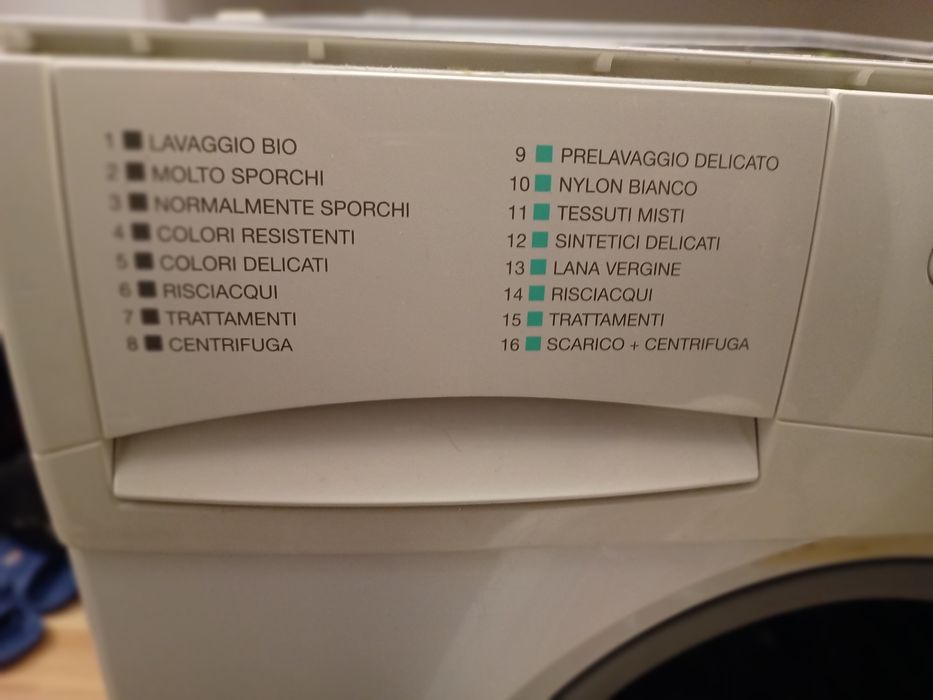 1 LAVAGGIO BIO
2 MOLTO SPORCHI
3 NORMALMENTE SPORCHI
4 COLORI RESISTENTI
5 COLORI DELICATI
6 RISCIACQUI
7 TRATTAMENTI
8 CENTRIFUGA
9 PRELAVAGGIO DELICATO
10 NYLON BIANCO
11 TESSUTI MISTI
12 SINTETICI DELICATI
13 LANA VERGINE
14 RISCIACQUI
15 TRATTAMENTI
16 SCARICO + CENTRIFUGA